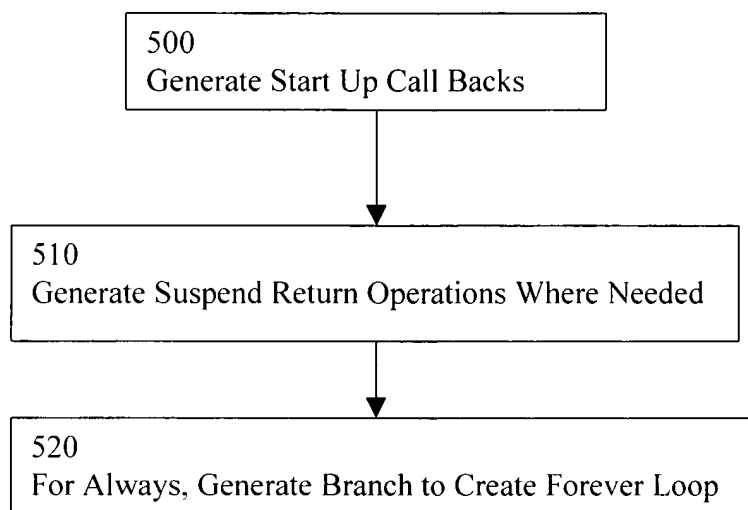 500
Generate Start Up Call Backs
510
Generate Suspend Return Operations Where Needed
520
For Always, Generate Branch to Create Forever Loop